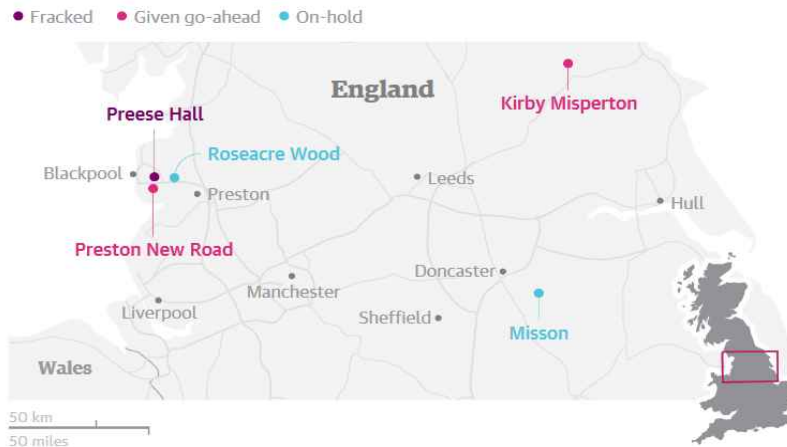 Fracked Given go-ahead On-hold
England
Kirby Misperton
Preese Hall
Roseacre Wood
Blackpool
Leeds
Preston
Hull
Preston New Road
Doncaster
Manchester
Liverpool
Sheffield
Misson
Wales
50 km
50 miles